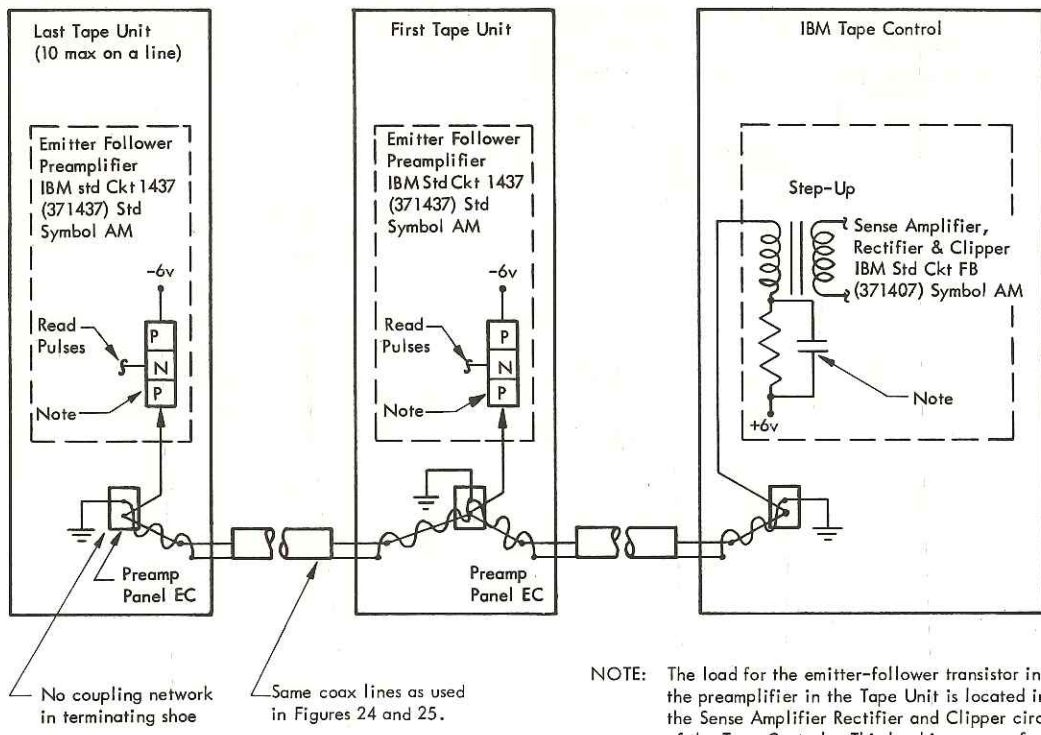 Last Tape Unit
(10 max on a line)
Emitter Follower
Preamplifier
IBM std Ckt 1437
(371437) Std
Symbol AM
-6v
Read
Pulses
P
N
P
Note
Preamp
Panel EC
No coupling network
in terminating shoe
First Tape Unit
Emitter Follower
Preamplifier
IBM Std Ckt 1437
(371437) Std
Symbol AM
-6v
Read
Pulses
P
N
P
Note
Preamp
Panel EC
Same coax lines as used
in Figures 24 and 25.
IBM Tape Control
Step-Up
Sense Amplifier,
Rectifier & Clipper
IBM Std Ckt FB
(371407) Symbol AM
Note
+6v
NOTE: The load for the emitter-follower transistor in
the preamplifier in the Tape Unit is located in
the Sense Amplifier Rectifier and Clipper circ